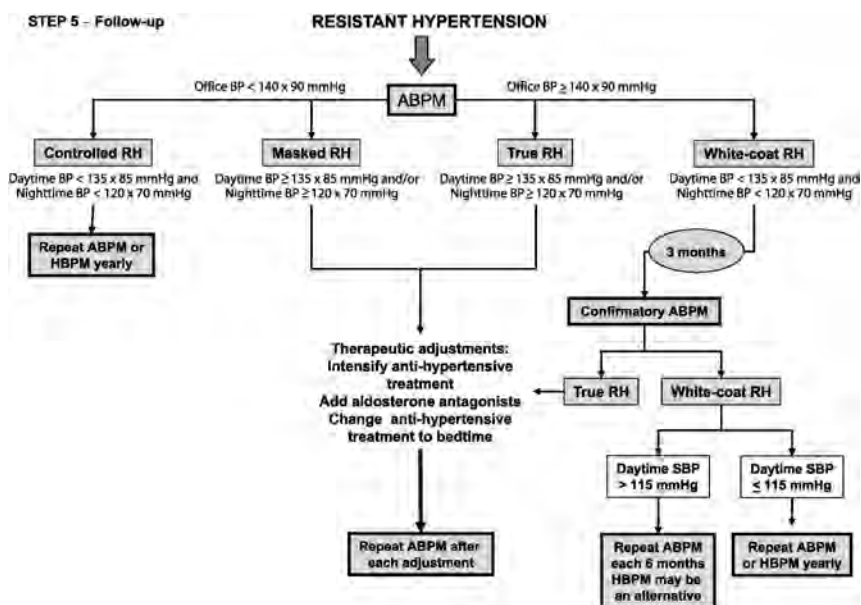 STEP 5 – Follow-up
RESISTANT HYPERTENSION
Office BP < 140 x 90 mmHg
ABPM
Office BP ≥ 140 x 90 mmHg
Controlled RH
Daytime BP < 135 x 85 mmHg and
Nighttime BP < 120 x 70 mmHg
Masked RH
Daytime BP ≥ 135 x 85 mmHg and/or
Nighttime BP ≥ 120 x 70 mmHg
True RH
Daytime BP ≥ 135 x 85 mmHg and/or
Nighttime BP ≥ 120 x 70 mmHg
White-coat RH
Daytime BP < 135 x 85 mmHg and
Nighttime BP < 120 x 70 mmHg
Repeat ABPM or
HBPM yearly
3 months
Confirmatory ABPM
Therapeutic adjustments:
Intensify anti-hypertensive
treatment
Add aldosterone antagonists
Change anti-hypertensive
treatment to bedtime
True RH
White-coat RH
Daytime SBP
> 115 mmHg
Daytime SBP
≤ 115 mmHg
Repeat ABPM after
each adjustment
Repeat ABPM
each 6 months
HBPM may be
an alternative
Repeat ABPM
or HBPM yearly